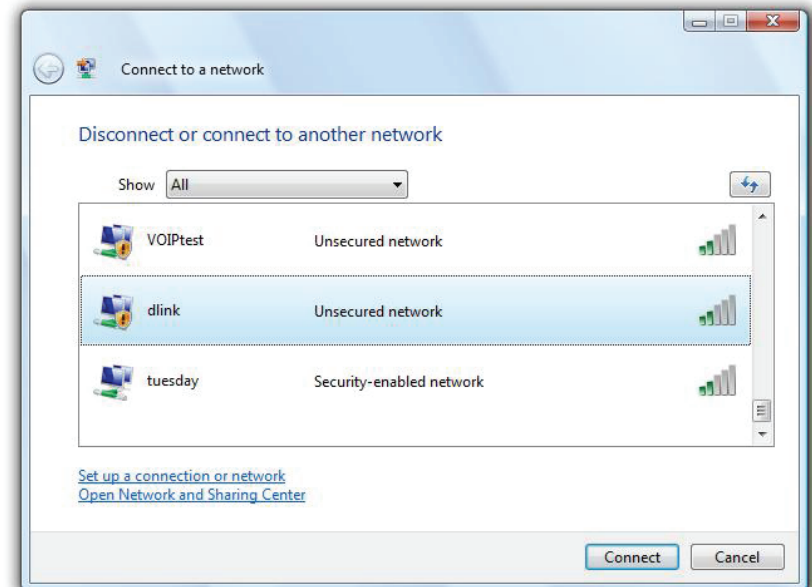 Connect to a network
Disconnect or connect to another network
Show All
VOIPtest Unsecured network
dlink Unsecured network
tuesday Security-enabled network
Set up a connection or network
Open Network and Sharing Center
Connect Cancel